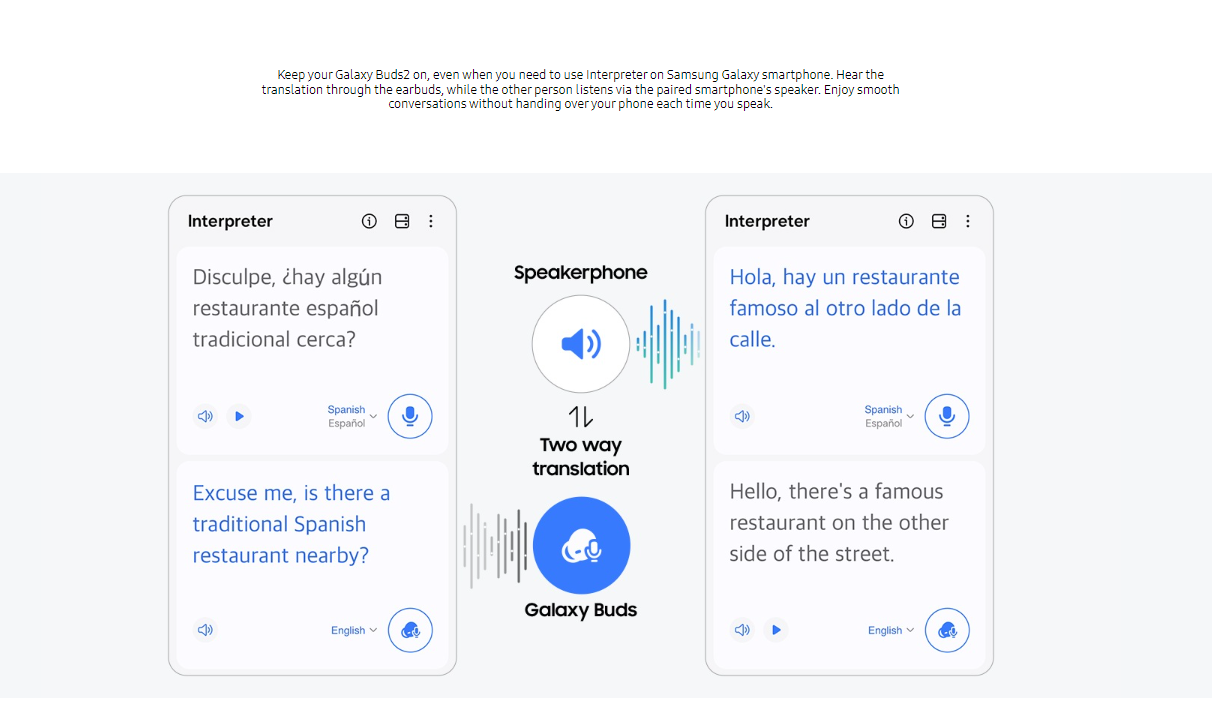 Keep your Galaxy Buds2 on, even when you need to use Interpreter on Samsung Galaxy smartphone. Hear the
translation through the earbuds, while the other person listens via the paired smartphone's speaker. Enjoy smooth
conversations without handing over your phone each time you speak.
Interpreter
Disculpe, ¿hay algún
restaurante español
tradicional cerca?
Spanish
Español
Excuse me, is there a
traditional Spanish
restaurant nearby?
English
Speakerphone
Two way
translation
Galaxy Buds
Interpreter
Hola, hay un restaurante
famoso al otro lado de la
calle.
Spanish
Español
Hello, there's a famous
restaurant on the other
side of the street.
English